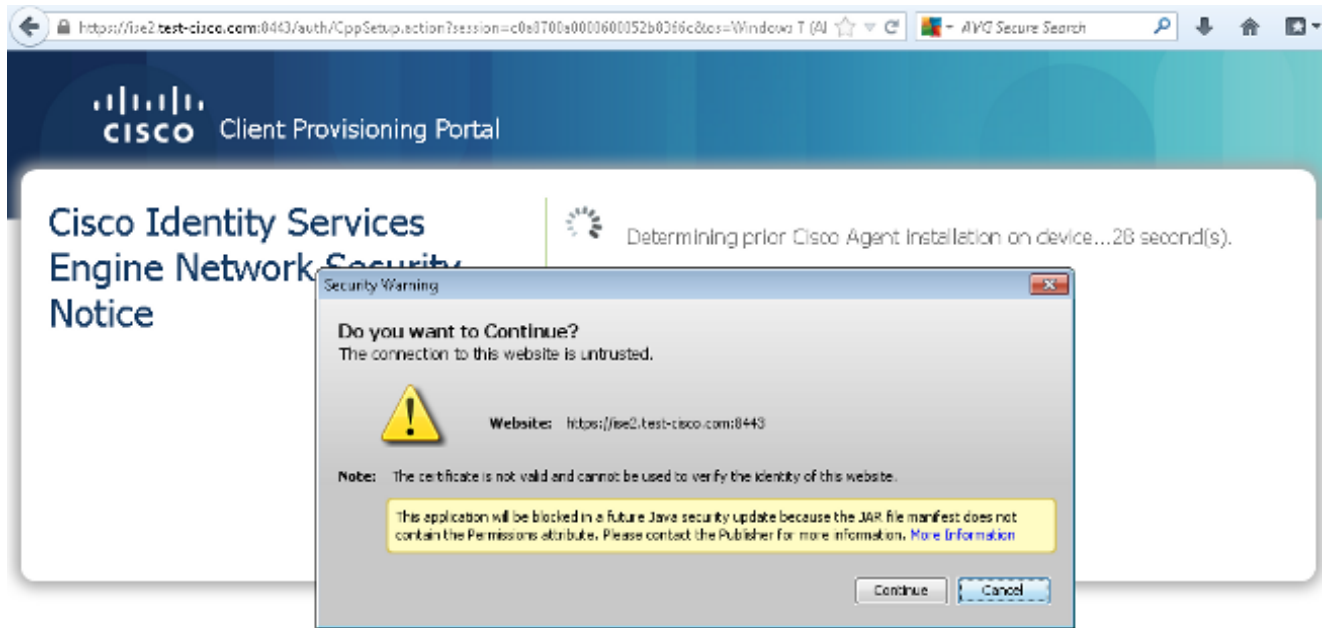 https://ise2.test-cisco.com:8443/auth/CppSetup.action?session=
AVG Secure Search
CISCO Client Provisioning Portal
Cisco Identity Services
Engine Network Security
Notice
Determining prior Cisco Agent installation on device...28 second(s).
Security Warning
Do you want to Continue?
The connection to this website is untrusted.
Website: https://ise2.test-cisco.com:8443
Note: The certificate is not valid and cannot be used to verify the identity of this website.
This application will be blocked in a future Java security update because the JAR file manifest does not
contain the Permissions attribute. Please contact the Publisher for more information. More Information
Continue
Cancel